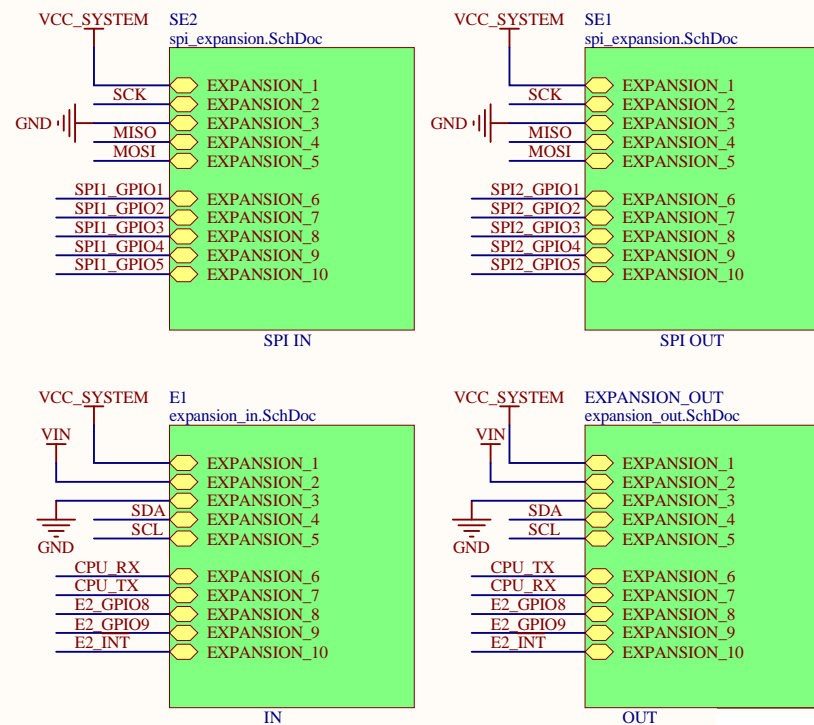 VCC_SYSTEM
SE2
spi_expansion.SchDoc
EXPANSION_1
SCK
EXPANSION_2
GND
EXPANSION_3
MISO
EXPANSION_4
MOSI
EXPANSION_5
SPI1_GPIO1
EXPANSION_6
SPI1_GPIO2
EXPANSION_7
SPI1_GPIO3
EXPANSION_8
SPI1_GPIO4
EXPANSION_9
SPI1_GPIO5
EXPANSION_10
SPI IN
VCC_SYSTEM
SE1
spi_expansion.SchDoc
EXPANSION_1
SCK
EXPANSION_2
GND
EXPANSION_3
MISO
EXPANSION_4
MOSI
EXPANSION_5
SPI2_GPIO1
EXPANSION_6
SPI2_GPIO2
EXPANSION_7
SPI2_GPIO3
EXPANSION_8
SPI2_GPIO4
EXPANSION_9
SPI2_GPIO5
EXPANSION_10
SPI OUT
VCC_SYSTEM
E1
expansion_in.SchDoc
VIN
EXPANSION_1
EXPANSION_2
EXPANSION_3
SDA
EXPANSION_4
SCL
EXPANSION_5
GND
CPU_RX
EXPANSION_6
CPU_TX
EXPANSION_7
E2_GPIO8
EXPANSION_8
E2_GPIO9
EXPANSION_9
E2_INT
EXPANSION_10
IN
VCC_SYSTEM
EXPANSION_OUT
expansion_out.SchDoc
VIN
EXPANSION_1
EXPANSION_2
EXPANSION_3
SDA
EXPANSION_4
SCL
EXPANSION_5
GND
CPU_TX
EXPANSION_6
CPU_RX
EXPANSION_7
E2_GPIO8
EXPANSION_8
E2_GPIO9
EXPANSION_9
E2_INT
EXPANSION_10
OUT